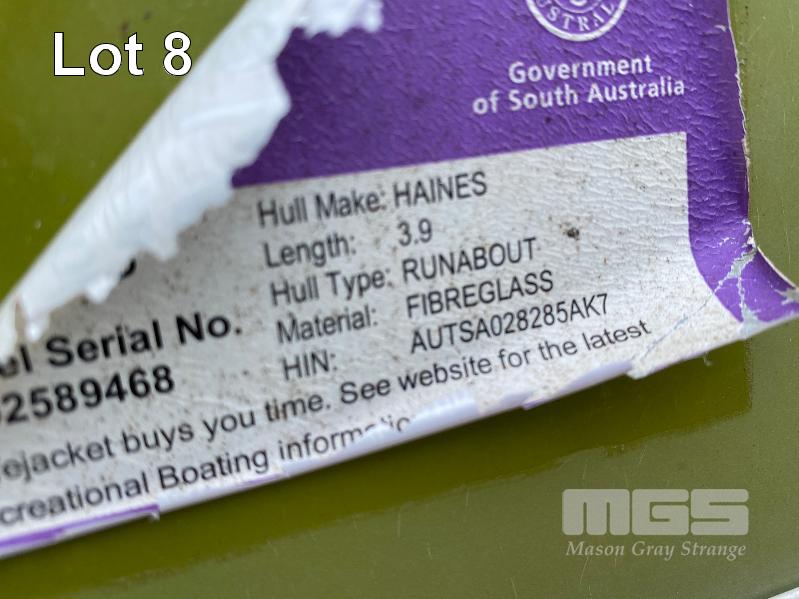 Lot 8
Government
of South Australia
Hull Make: HAINES
Length: 3.9
Hull Type: RUNABOUT
Material: FIBREGLASS
HIN: AUTSA028285AK7
el Serial No.
2589468
ejacket buys you time. See website for the latest
creational Boating informatio
MGS
Mason Gray Strange